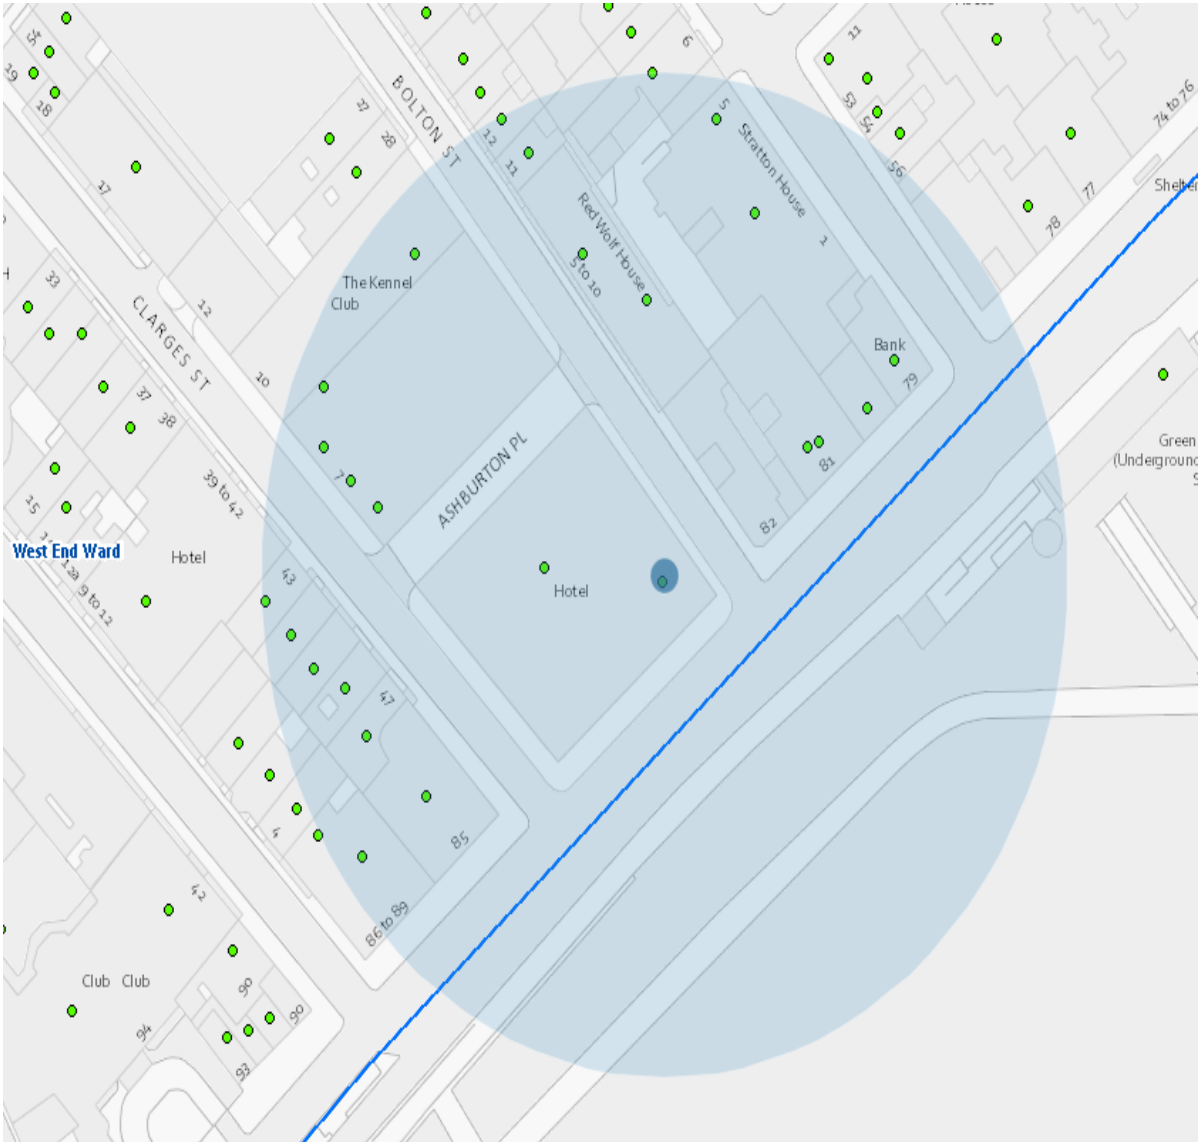 54
19
18
17
27
28
BOLTON ST
12
11
6
5
Stratton House
1
11
53
54
56
74 to 76
77
78
Shelter
Red Wolf House
5 to 10
The Kennel
Club
33
12
CLARGES ST
10
37
38
39 to 42
7
ASHBURTON PL
Bank
79
81
82
Green
(Underground
S
15
West End Ward
12a
9 to 12
Hotel
43
Hotel
47
4
85
86 to 89
42
Club Club
90
90
94
93